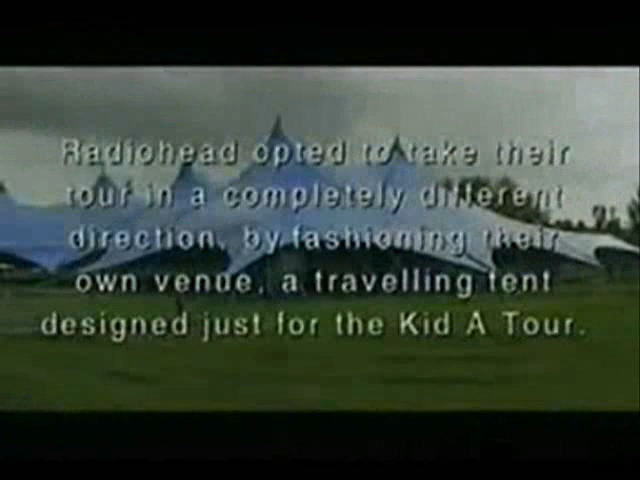 Radiohead opted to take their
tour in a completely different
direction, by fashioning their
own venue, a travelling tent
designed just for the Kid A Tour.